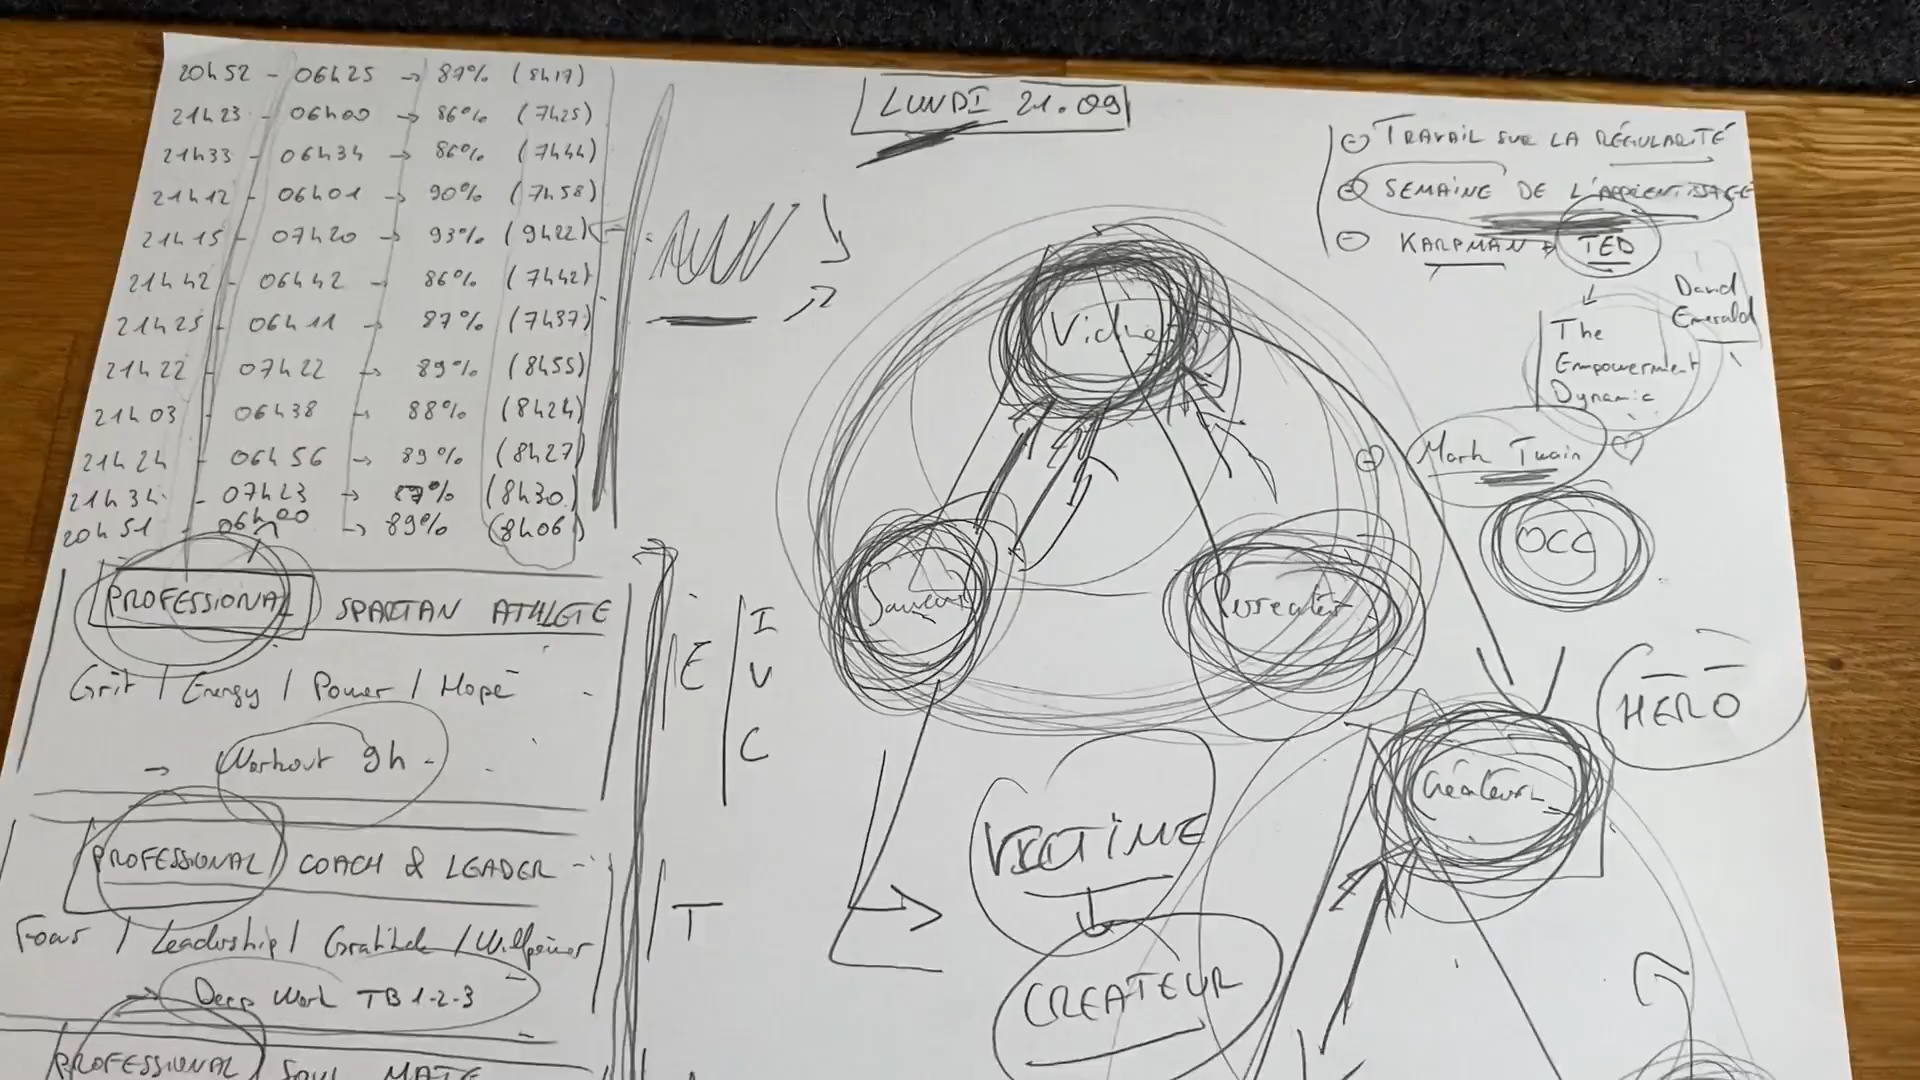 20h52 - 06h25 → 87% (8h17)
21h23 - 06h00 → 86% (7h25)
21h33 - 06h34 → 86% (7h44)
21h12 - 06h01 → 90% (7h58)
21h15 - 07h20 → 93% (9h22)
21h42 - 06h42 → 86% (7h42)
21h25 - 06h11 → 87% (7h37)
21h22 - 07h22 → 89% (8h55)
21h03 - 06h38 → 88% (8h24)
21h24 - 06h56 → 89% (8h27)
21h34 - 07h23 → 87% (8h30)
20h51 - 06h00 → 89% (8h06)
PROFESSIONAL SPARTAN ATHLETE
Grit / Energy / Power / Hope
→ Workout 9h
PROFESSIONAL COACH & LEADER
Focus / Leadership / Gratitude / Willpower
→ Deep Work TB 1-2-3
PROFESSIONAL SOUL MATE
E
I
V
C
T
LUNDI 21.09
Sauveur
VICTIME
CREATEUR
Créateur
TRAVAIL SUR LA RÉGULARITÉ
SEMAINE DE L'APPRENTISSAGE
KARPMAN TED
David
Emerald
The
Empowerment
Dynamic
Mark Twain
OCC
HERO